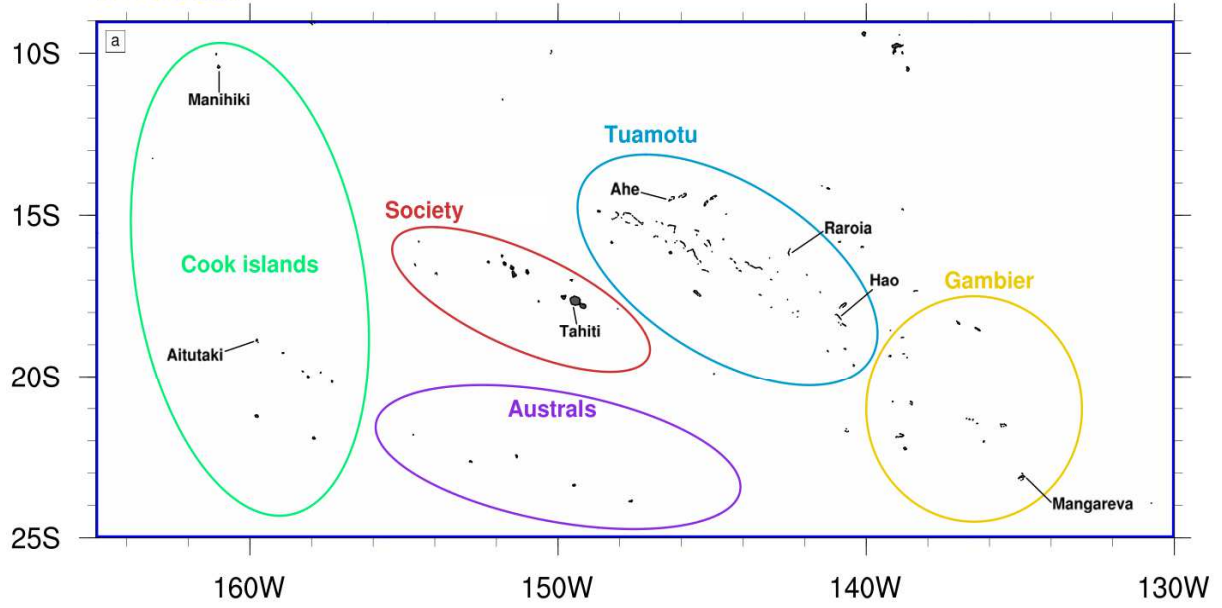 a
10S
15S
20S
25S
Manihiki
Cook islands
Aitutaki
Society
Tahiti
Australs
Tuamotu
Ahe
Raroia
Hao
Gambier
Mangareva
160W
150W
140W
130W